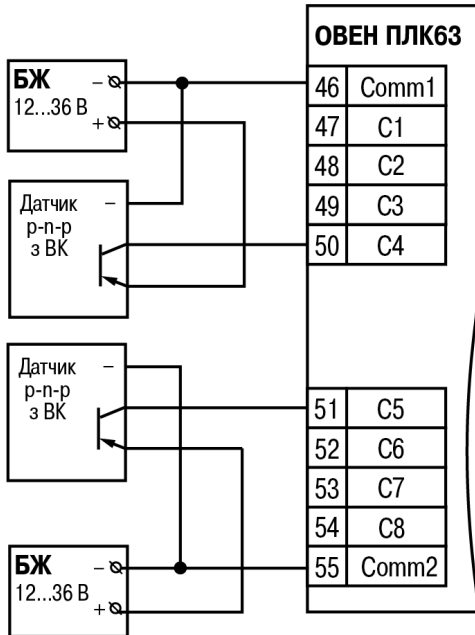 ОВЕН ПЛК63
БЖ
12...36 В
–
+
46 Comm1
47 C1
48 C2
49 C3
50 C4
Датчик
p-n-p
з ВК
–
Датчик
p-n-p
з ВК
–
51 C5
52 C6
53 C7
54 C8
55 Comm2
БЖ
12...36 В
–
+